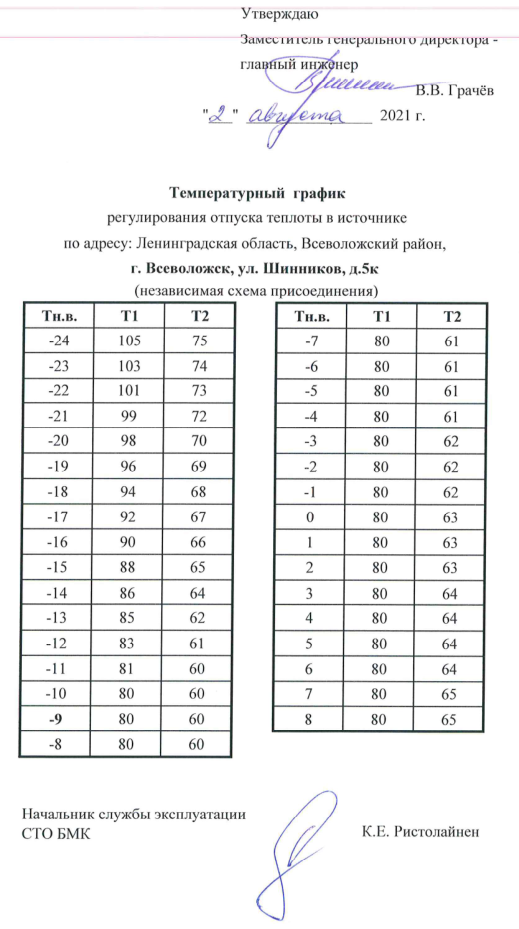 Утверждаю
Заместитель генерального директора -
главный инженер
В.В. Грачёв
"2" августа 2021 г.
Температурный график
регулирования отпуска теплоты в источнике
по адресу: Ленинградская область, Всеволожский район,
г. Всеволожск, ул. Шинников, д.5к
(независимая схема присоединения)
Тн.в. Т1 Т2
-24 105 75
-23 103 74
-22 101 73
-21 99 72
-20 98 70
-19 96 69
-18 94 68
-17 92 67
-16 90 66
-15 88 65
-14 86 64
-13 85 62
-12 83 61
-11 81 60
-10 80 60
-9 80 60
-8 80 60
Тн.в. Т1 Т2
-7 80 61
-6 80 61
-5 80 61
-4 80 61
-3 80 62
-2 80 62
-1 80 62
0 80 63
1 80 63
2 80 63
3 80 64
4 80 64
5 80 64
6 80 64
7 80 65
8 80 65
Начальник службы эксплуатации
СТО БМК
К.Е. Ристолайнен